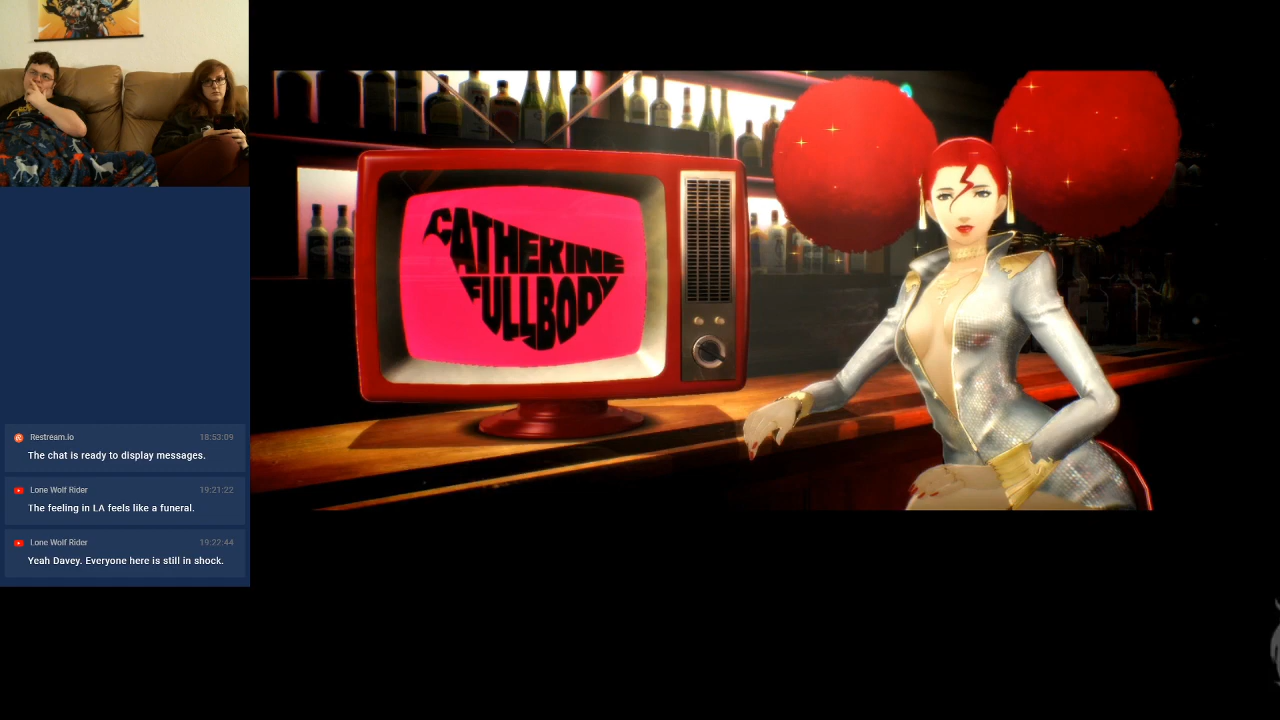 CATHERINE
FULLBODY
Restream.io 18:53:09
The chat is ready to display messages.
Lone Wolf Rider 19:21:22
The feeling in LA feels like a funeral.
Lone Wolf Rider 19:22:44
Yeah Davey. Everyone here is still in shock.